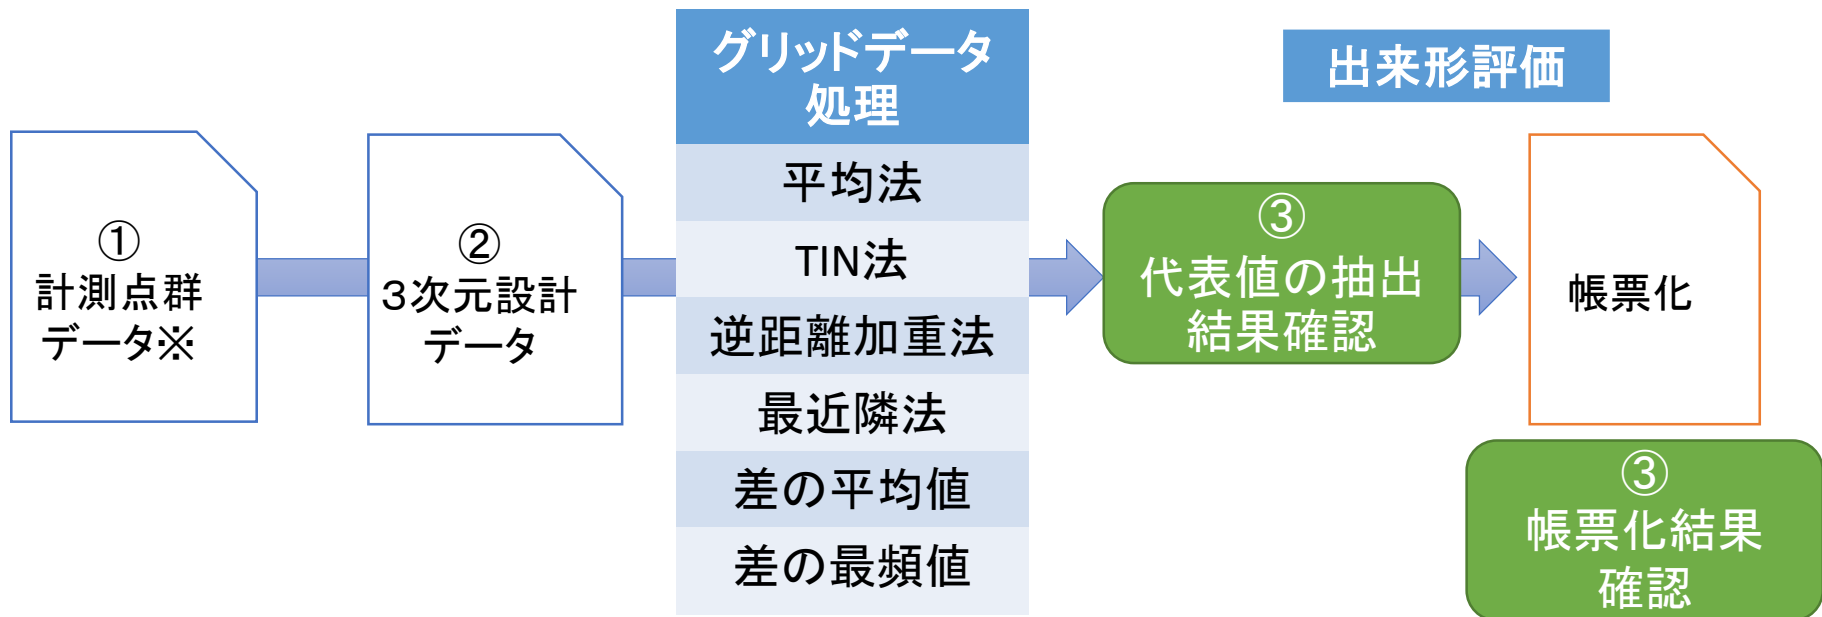 ①
計測点群
データ※
②
３次元設計
データ
グリッドデータ
処理
平均法
TIN法
逆距離加重法
最近隣法
差の平均値
差の最頻値
出来形評価
③
代表値の抽出
結果確認
帳票化
③
帳票化結果
確認